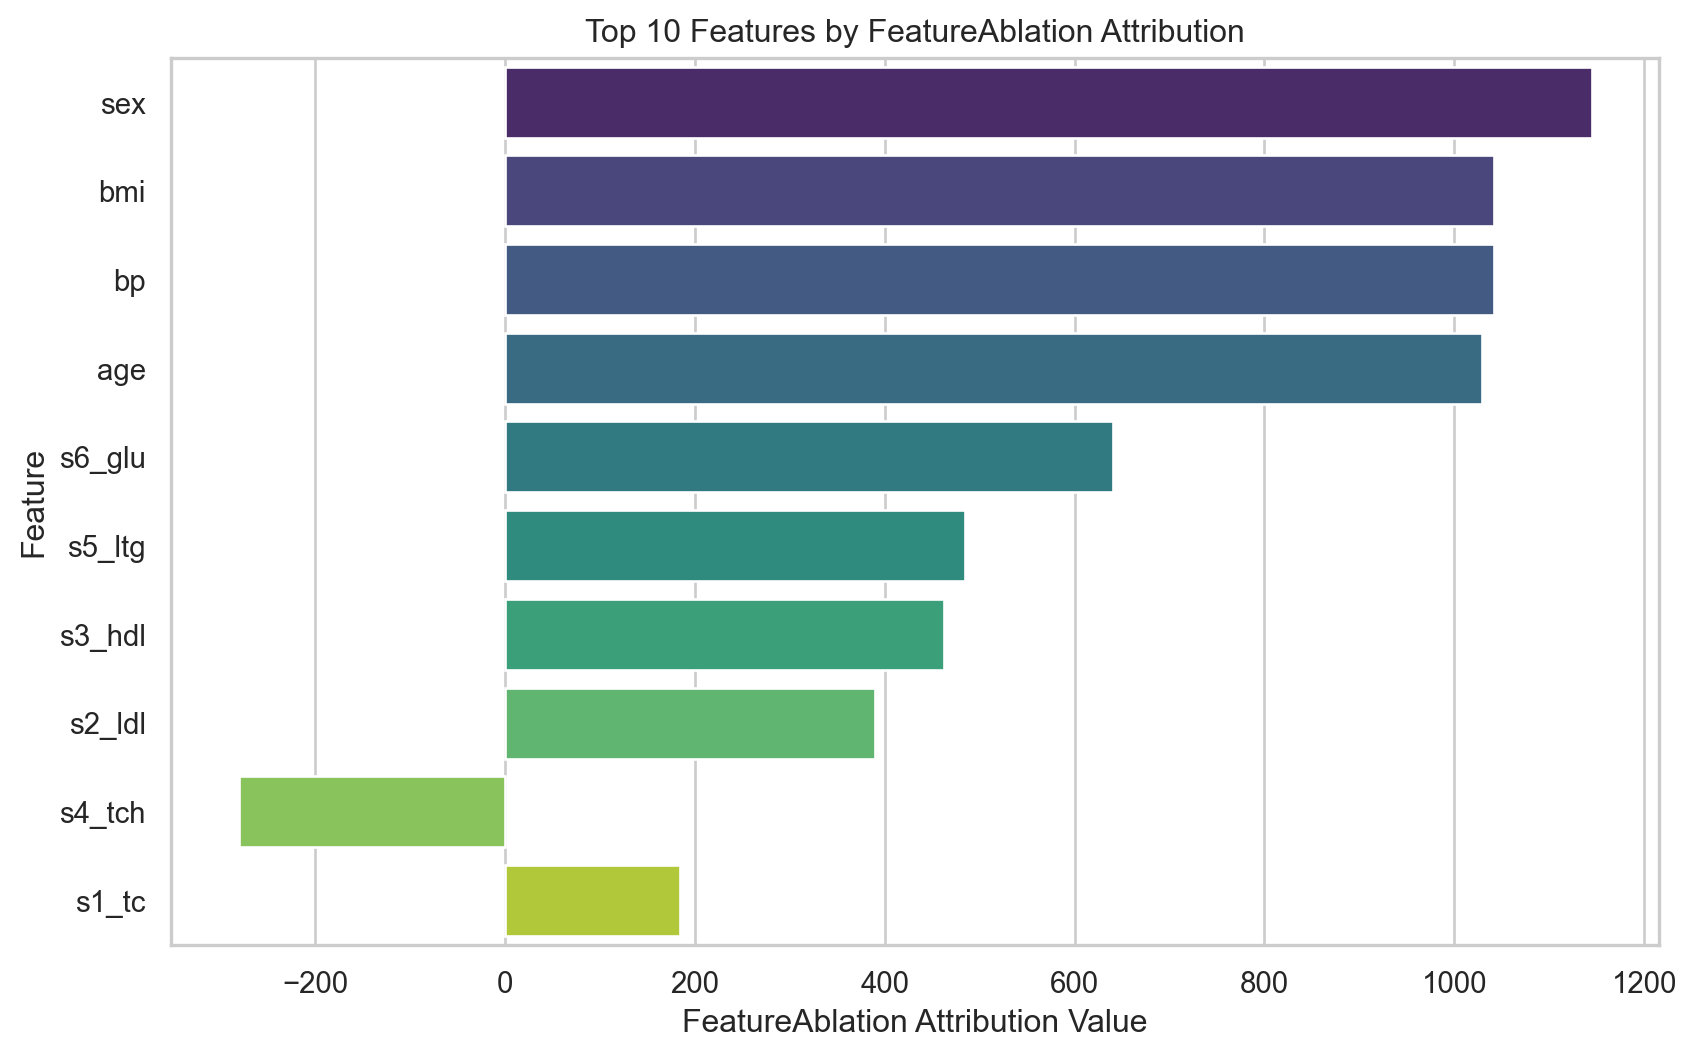 Top 10 Features by FeatureAblation Attribution
Feature
sex
bmi
bp
age
s6_glu
s5_ltg
s3_hdl
s2_ldl
s4_tch
s1_tc
−200 0 200 400 600 800 1000 1200
FeatureAblation Attribution Value